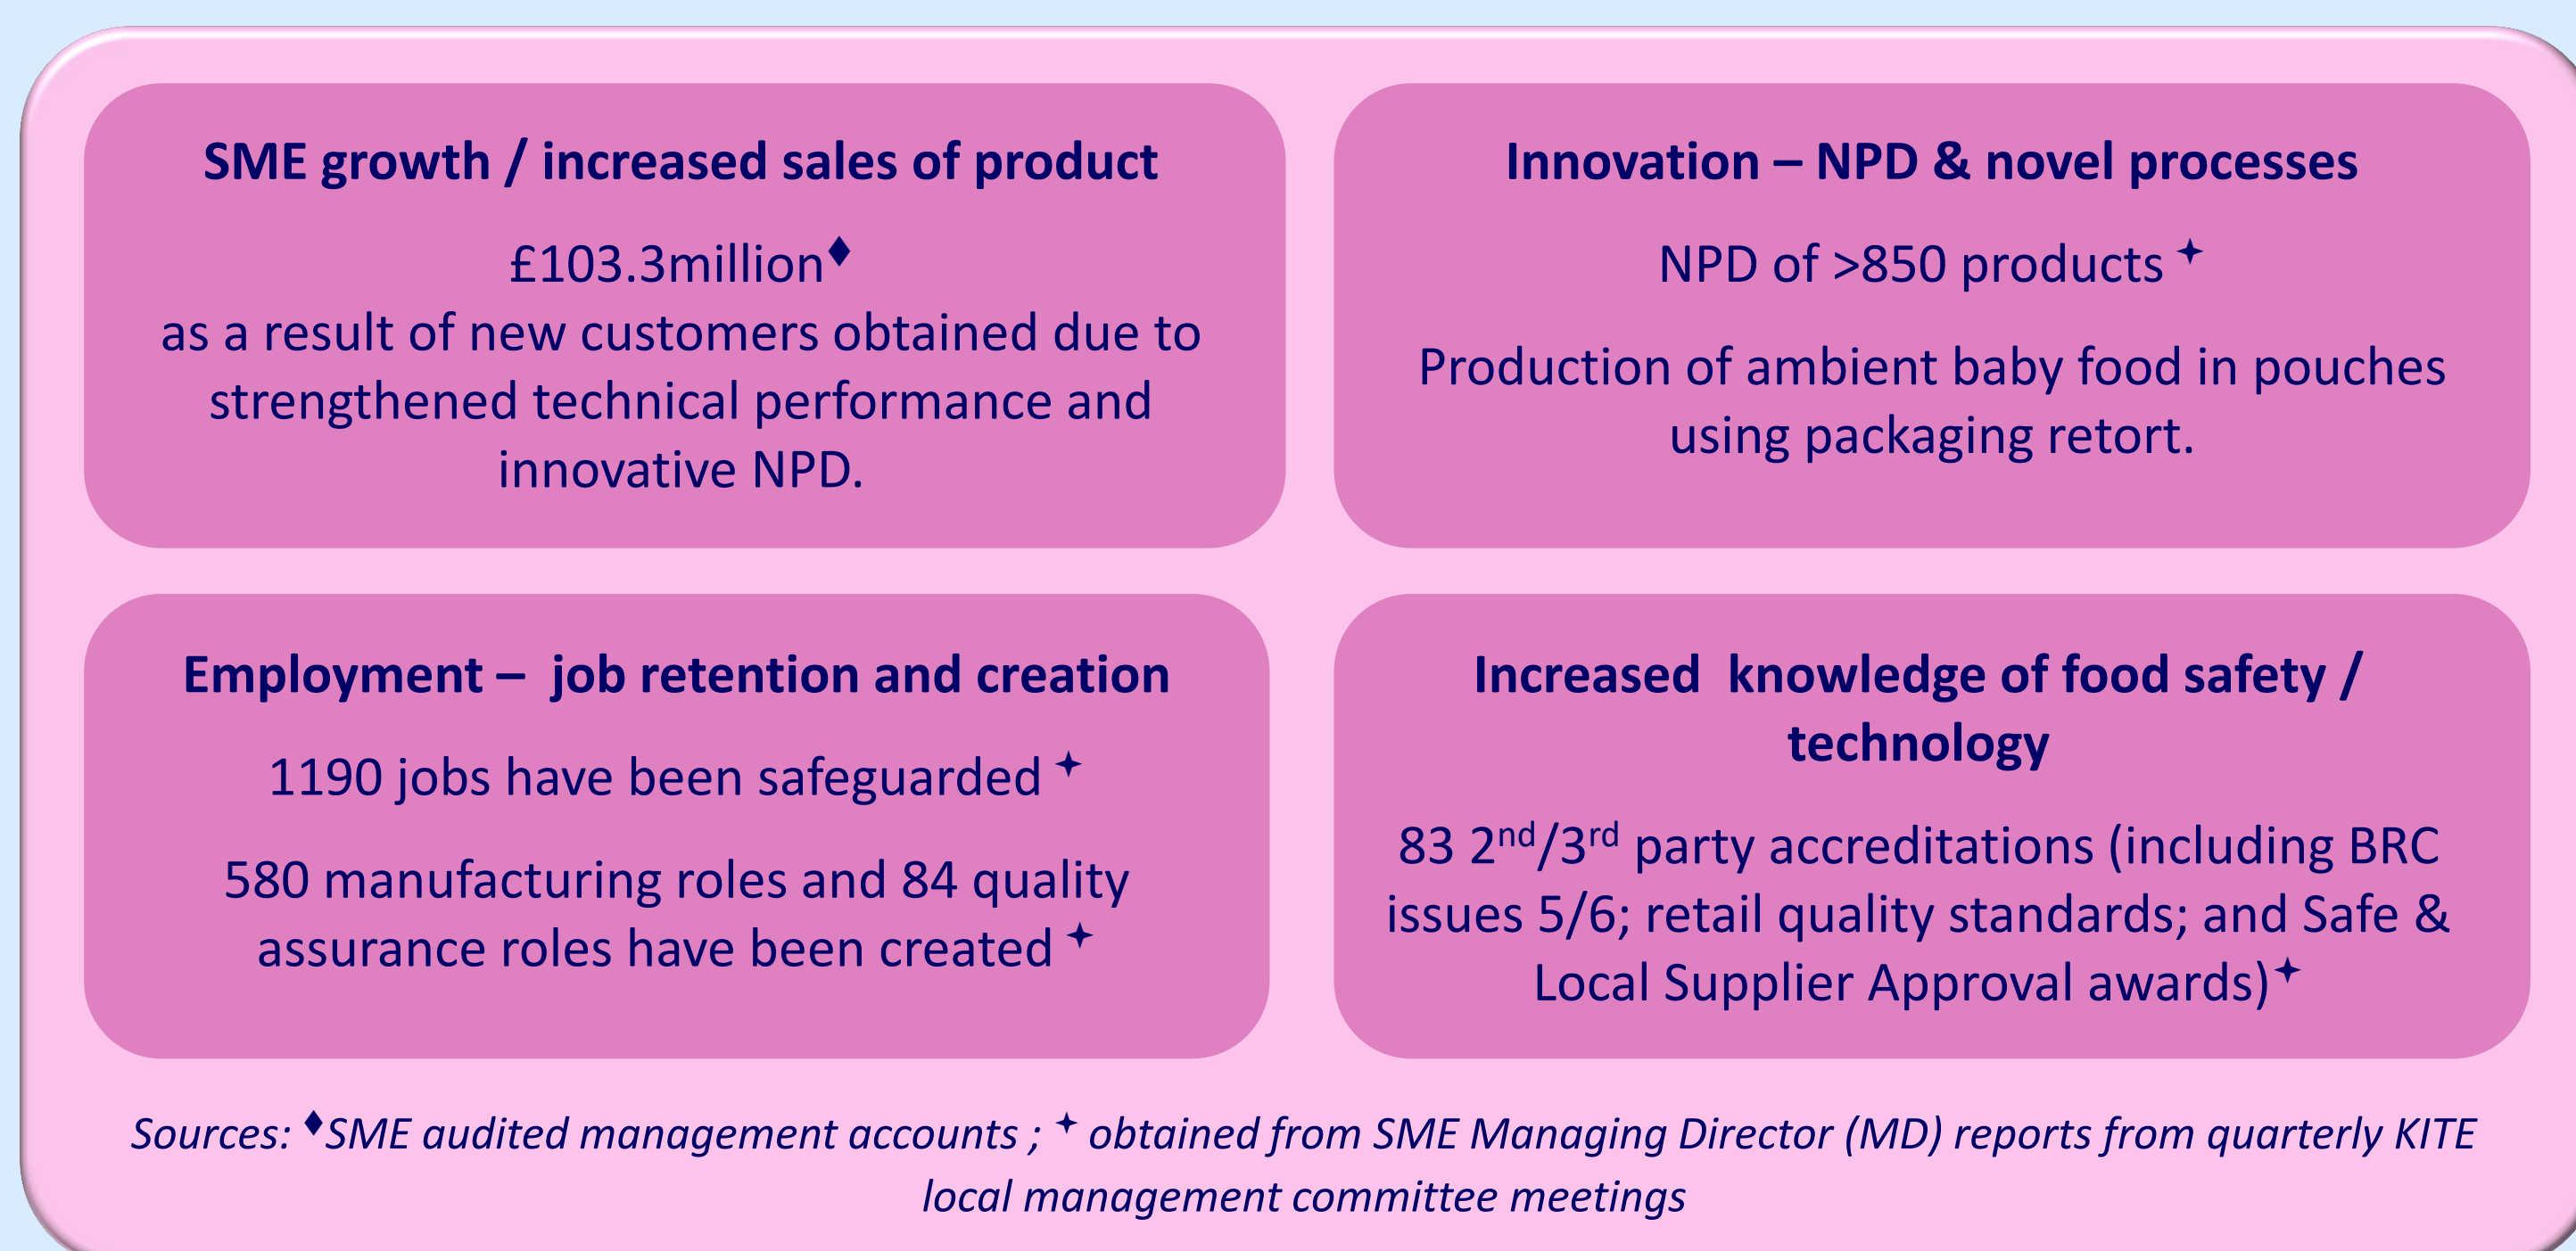 SME growth / increased sales of product
£103.3million♦
as a result of new customers obtained due to
strengthened technical performance and
innovative NPD.
Innovation – NPD & novel processes
NPD of >850 products ✦
Production of ambient baby food in pouches
using packaging retort.
Employment –  job retention and creation
1190 jobs have been safeguarded ✦
580 manufacturing roles and 84 quality
assurance roles have been created ✦
Increased  knowledge of food safety /
technology
83 2nd/3rd party accreditations (including BRC
issues 5/6; retail quality standards; and Safe &
Local Supplier Approval awards)✦
Sources: ♦SME audited management accounts ; ✦ obtained from SME Managing Director (MD) reports from quarterly KITE
local management committee meetings